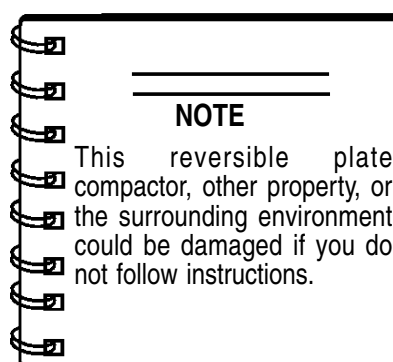 NOTE
This reversible plate
compactor, other property, or
the surrounding environment
could be damaged if you do
not follow instructions.